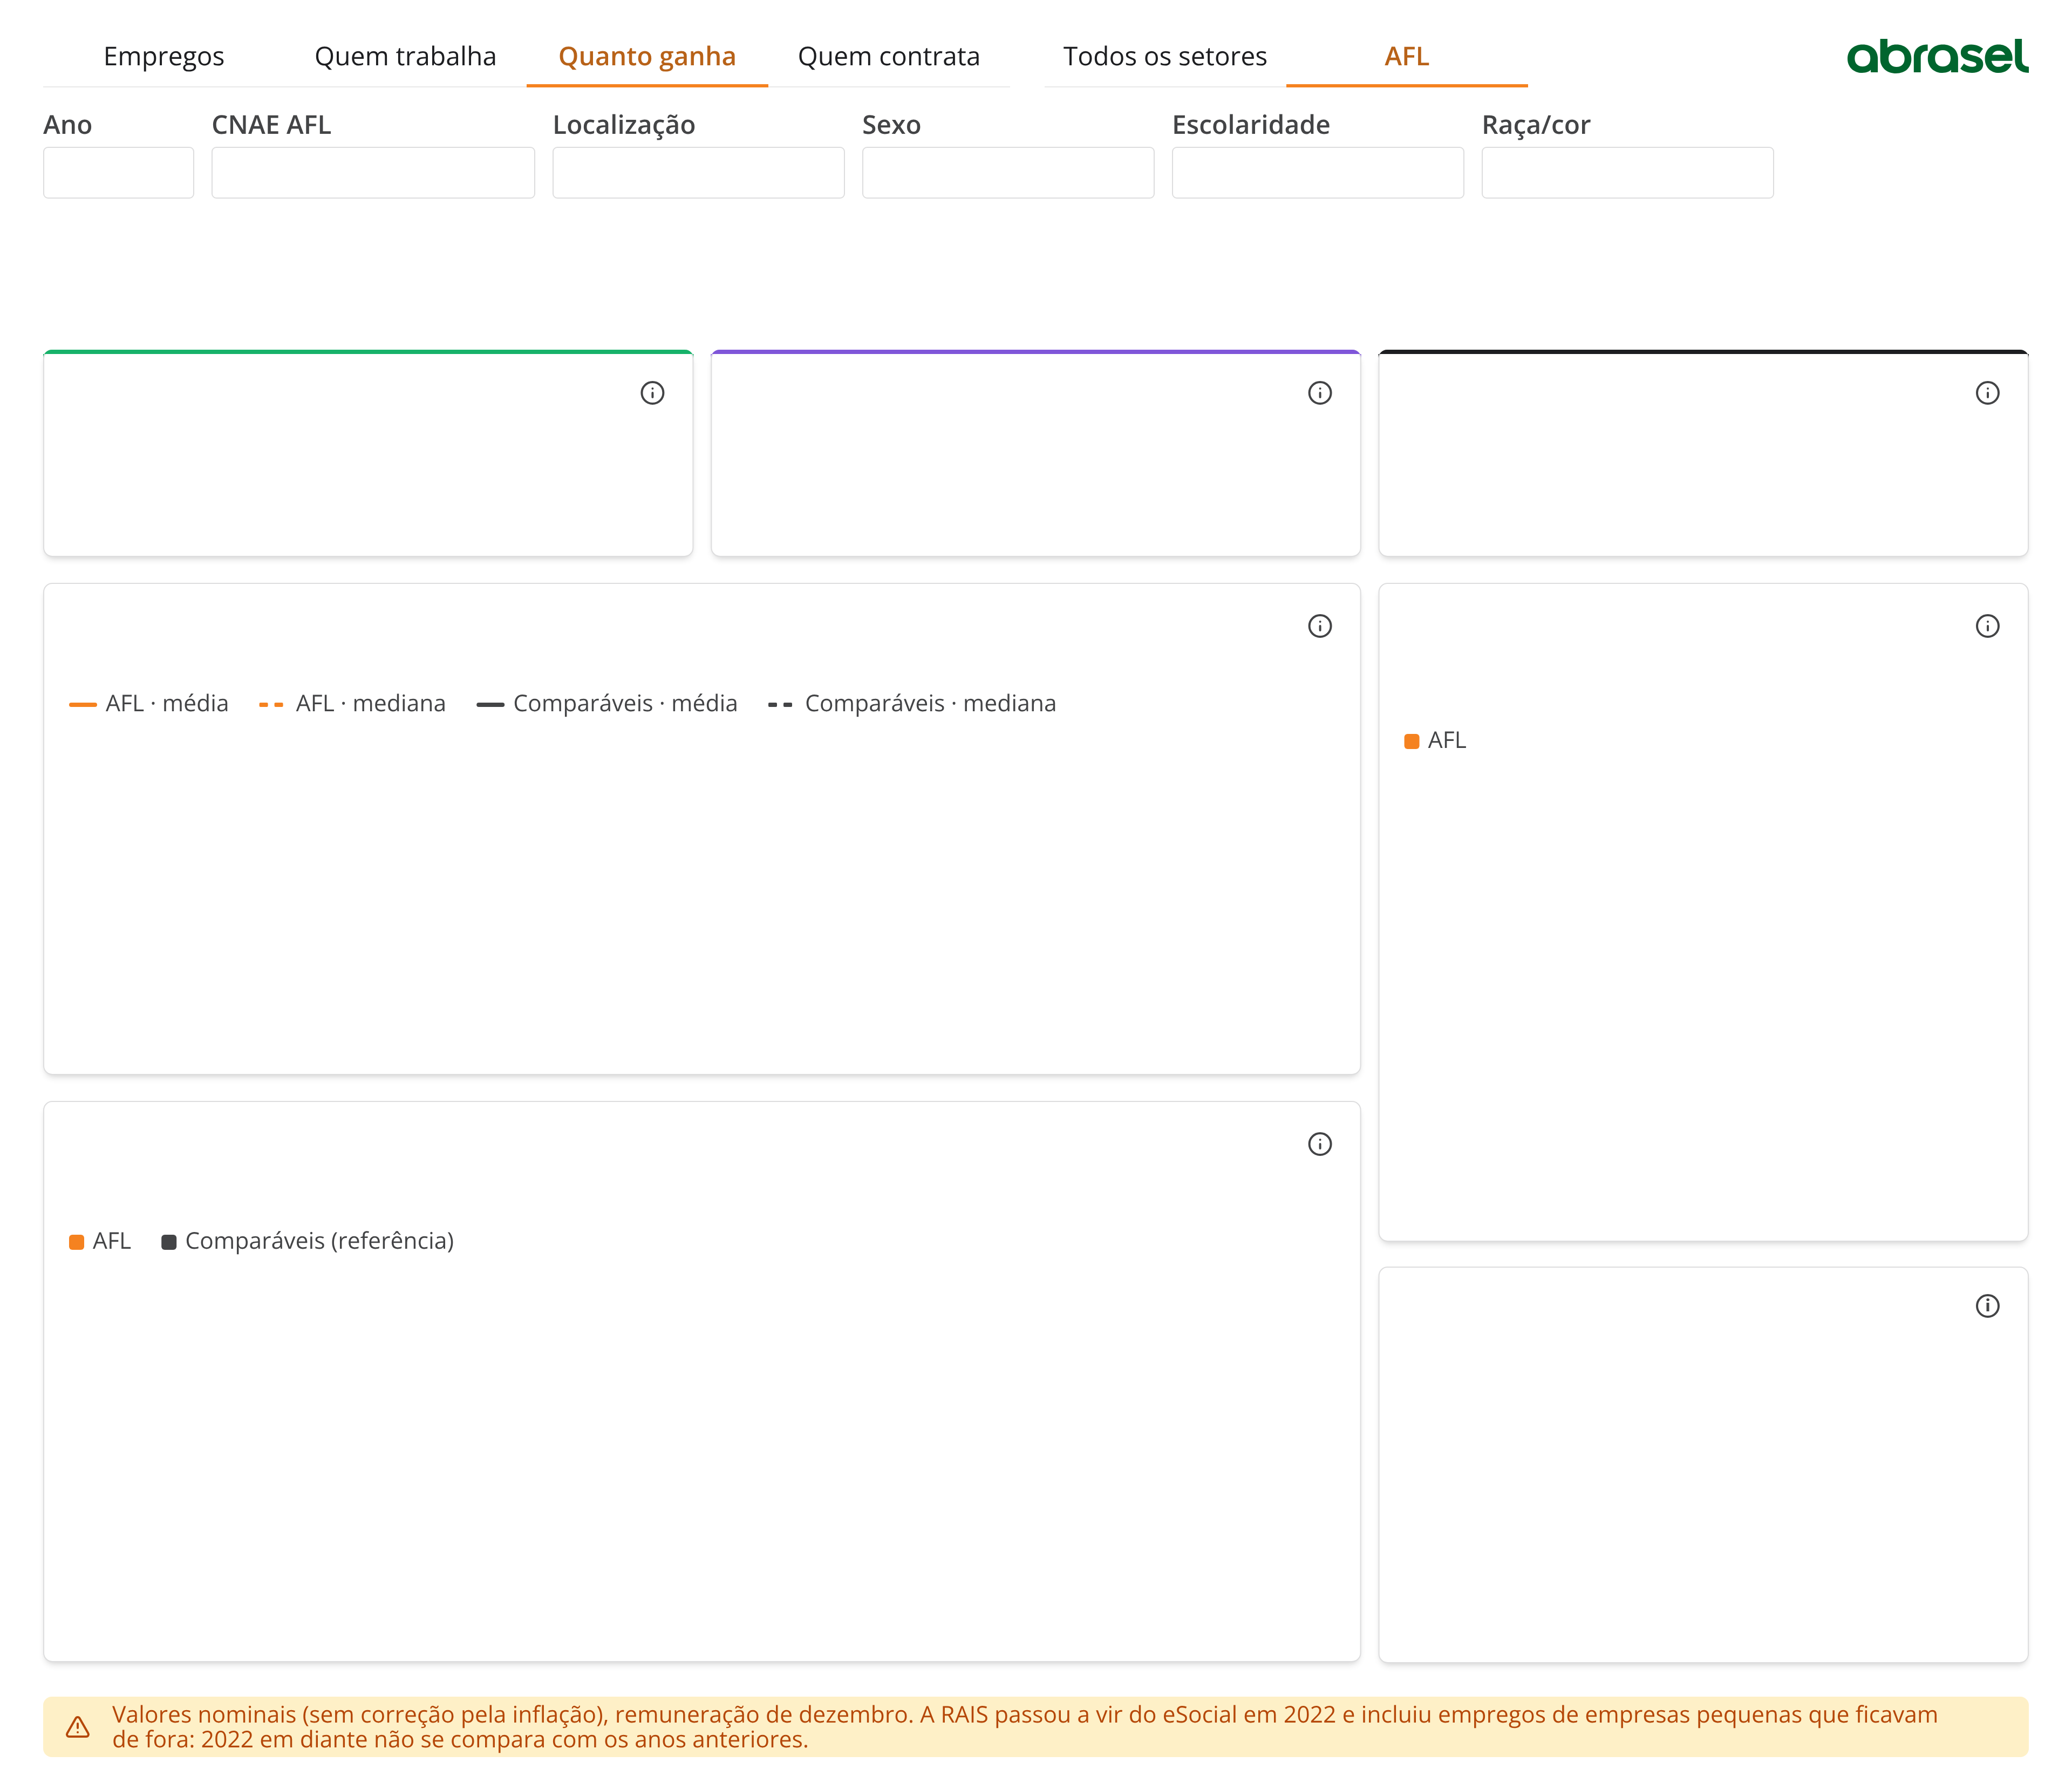 Empregos Quem trabalha Quanto ganha Quem contrata Todos os setores AFL abrasel
Ano CNAE AFL Localização Sexo Escolaridade Raça/cor
AFL · média AFL · mediana Comparáveis · média Comparáveis · mediana
AFL
AFL Comparáveis (referência)
Valores nominais (sem correção pela inflação), remuneração de dezembro. A RAIS passou a vir do eSocial em 2022 e incluiu empregos de empresas pequenas que ficavam
de fora: 2022 em diante não se compara com os anos anteriores.